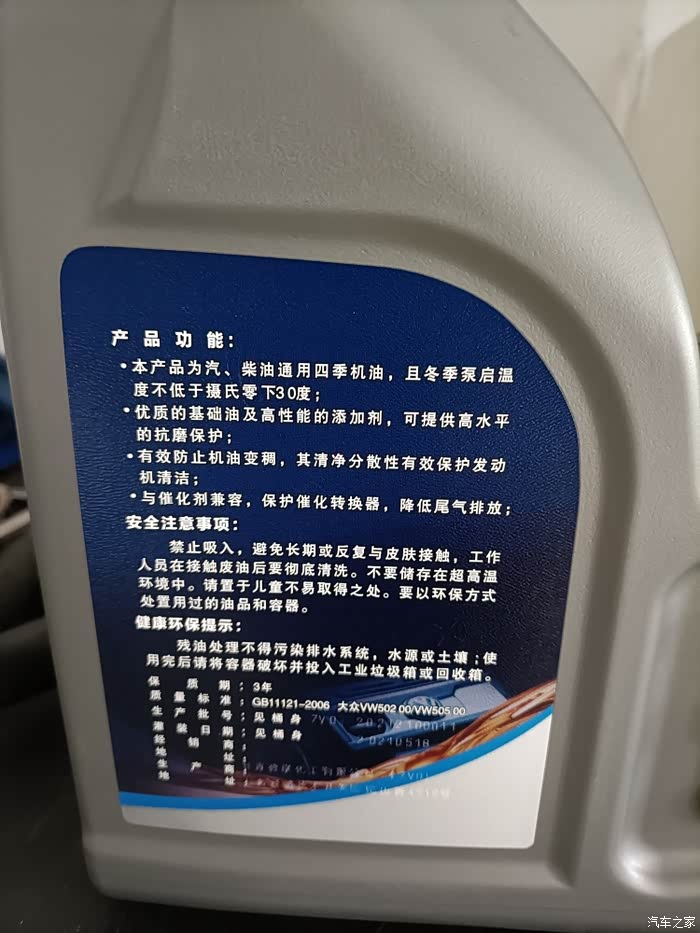 产品功能：
•本产品为汽、柴油通用四季机油，且冬季泵启温
度不低于摄氏零下30度；
•优质的基础油及高性能的添加剂，可提供高水平
的抗磨保护；
•有效防止机油变稠，其清净分散性有效保护发动
机清洁；
•与催化剂兼容，保护催化转换器，降低尾气排放；
安全注意事项：
禁止吸入，避免长期或反复与皮肤接触，工作
人员在接触废油后要彻底清洗。不要储存在超高温
环境中。请置于儿童不易取得之处。要以环保方式
处置用过的油品和容器。
健康环保提示：
残油处理不得污染排水系统，水源或土壤；使
用完后请将容器破坏并投入工业垃圾箱或回收箱。
保质期：3年
质量标准：GB11121-2006 大众VW502 00/VW505 00
生产批号：见桶身
灌装日期：见桶身 20210518
经销商：
地址：
生产商：
地址：
汽车之家